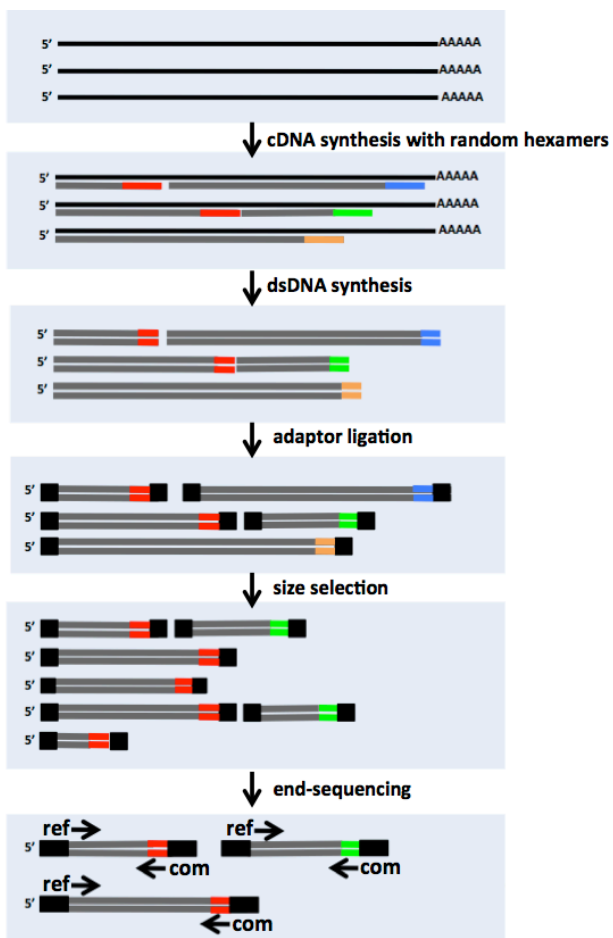 5’ AAAAA
5’ AAAAA
5’ AAAAA
cDNA synthesis with random hexamers
5’ AAAAA
5’ AAAAA
5’ AAAAA
dsDNA synthesis
5’
5’
5’
adaptor ligation
5’
5’
5’
size selection
5’
5’
5’
5’
5’
end-sequencing
ref ref
5’
com com
ref
5’
com